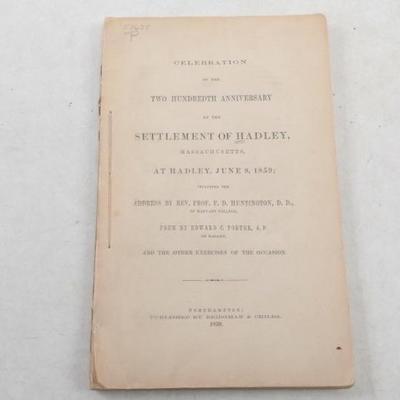 CELEBRATION
OF THE
TWO HUNDREDTH ANNIVERSARY
OF THE
SETTLEMENT OF HADLEY,
MASSACHUSETTS,
AT HADLEY, JUNE 8, 1859;
INCLUDING THE
ADDRESS BY REV. PROF. F. D. HUNTINGTON, D. D.,
OF HARVARD COLLEGE,
POEM BY EDWARD C. PORTER, A. B.
OF HADLEY,
AND THE OTHER EXERCISES OF THE OCCASION.
NORTHAMPTON:
PUBLISHED BY BRIDGMAN & CHILDS.
1859.